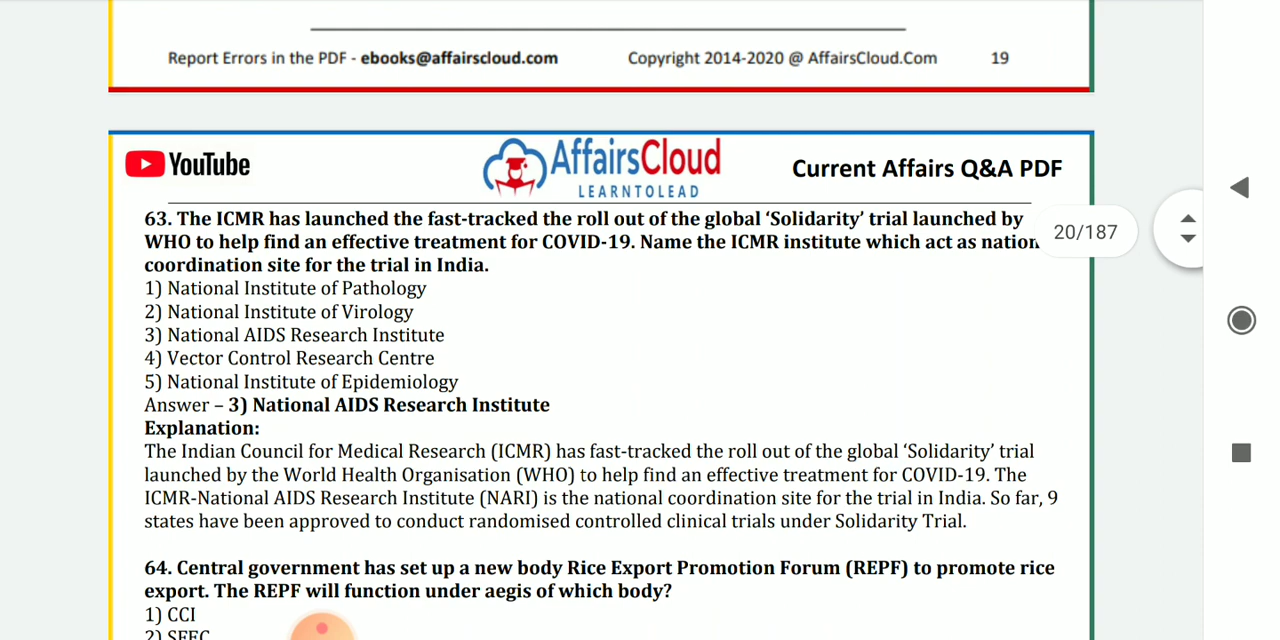 Report Errors in the PDF - ebooks@affairscloud.com Copyright 2014-2020 @ AffairsCloud.Com 19
YouTube
AffairsCloud
LEARNTOLEAD
Current Affairs Q&A PDF
63. The ICMR has launched the fast-tracked the roll out of the global ‘Solidarity’ trial launched by
WHO to help find an effective treatment for COVID-19. Name the ICMR institute which act as nation
coordination site for the trial in India.
20/187
1) National Institute of Pathology
2) National Institute of Virology
3) National AIDS Research Institute
4) Vector Control Research Centre
5) National Institute of Epidemiology
Answer – 3) National AIDS Research Institute
Explanation:
The Indian Council for Medical Research (ICMR) has fast-tracked the roll out of the global ‘Solidarity’ trial
launched by the World Health Organisation (WHO) to help find an effective treatment for COVID-19. The
ICMR-National AIDS Research Institute (NARI) is the national coordination site for the trial in India. So far, 9
states have been approved to conduct randomised controlled clinical trials under Solidarity Trial.
64. Central government has set up a new body Rice Export Promotion Forum (REPF) to promote rice
export. The REPF will function under aegis of which body?
1) CCI
2)